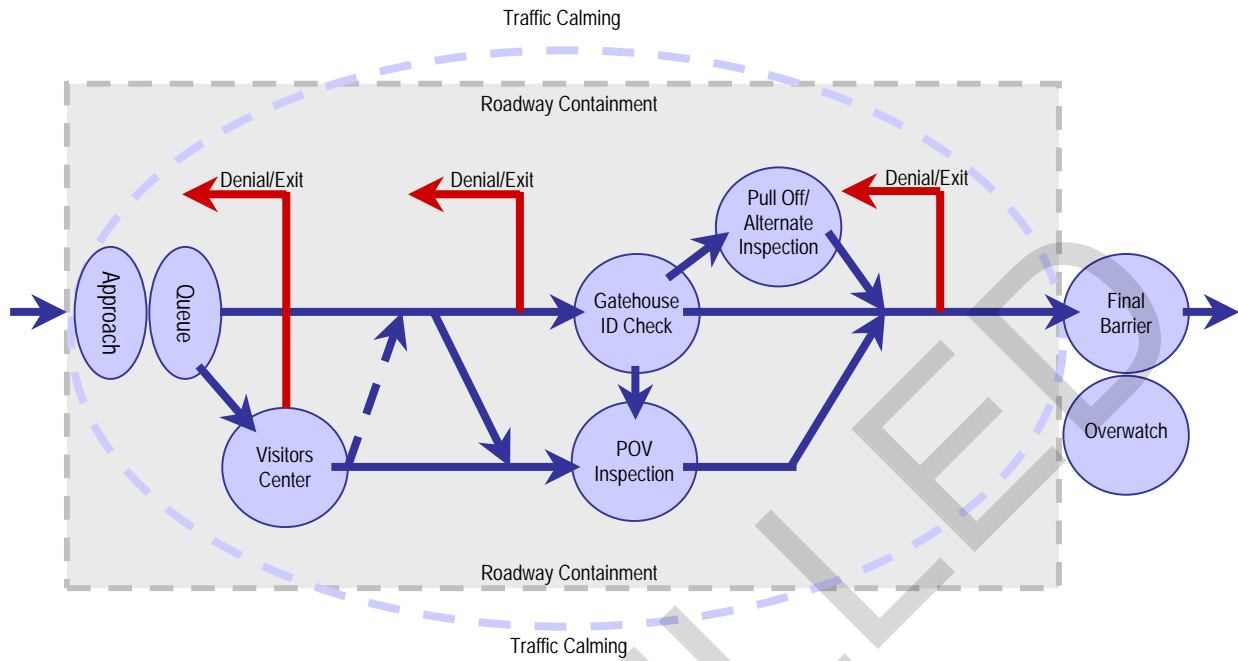 Traffic Calming
Roadway Containment
Denial/Exit
Denial/Exit
Denial/Exit
Pull Off/
Alternate
Inspection
Approach
Queue
Gatehouse
ID Check
Final
Barrier
Visitors
Center
POV
Inspection
Overwatch
Roadway Containment
Traffic Calming